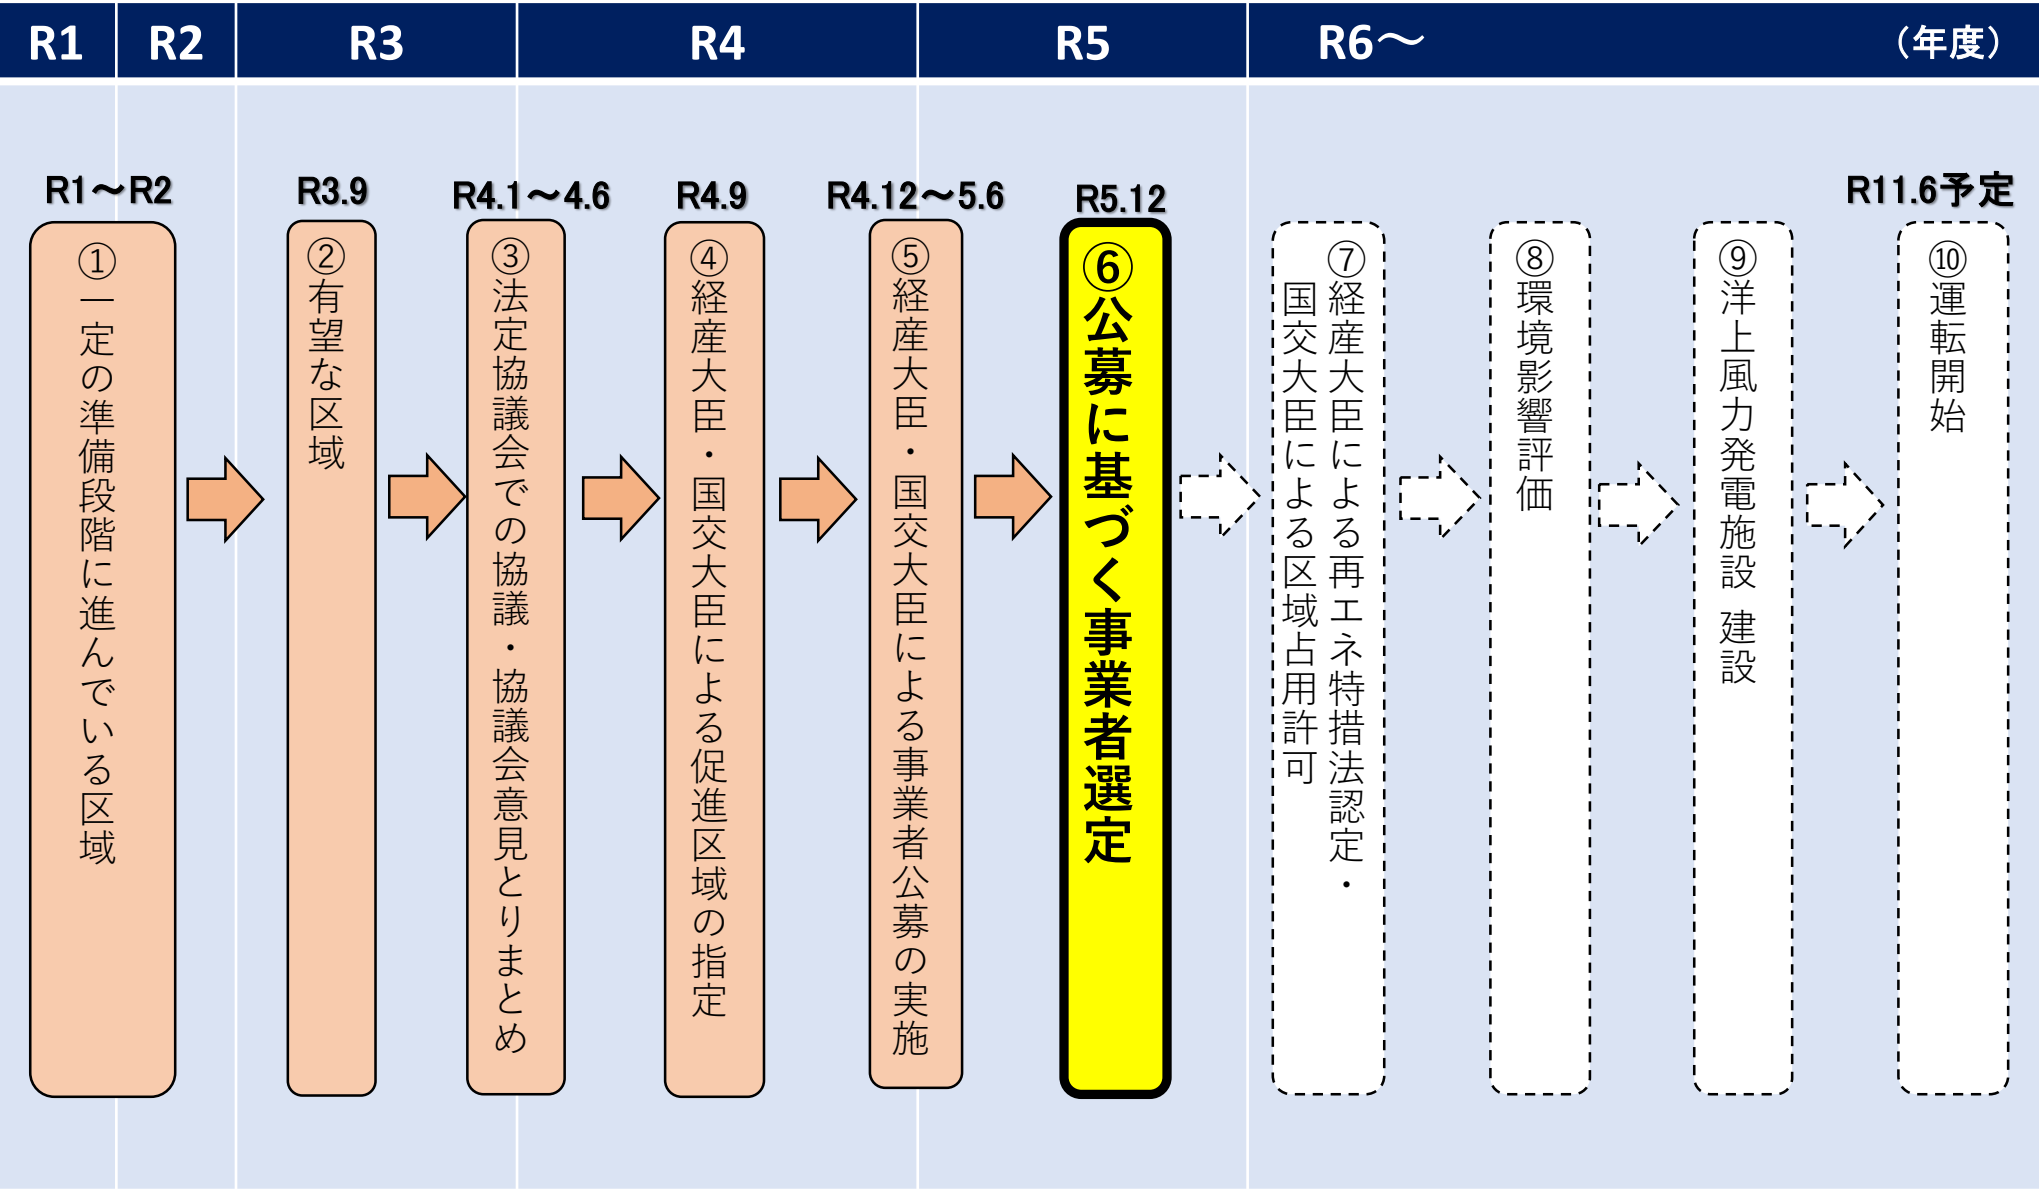 R1
R2
R3
R4
R5
R6～
（年度）
R1～R2
①一定の準備段階に進んでいる区域
R3.9
②有望な区域
R4.1～4.6
③法定協議会での協議・協議会意見とりまとめ
R4.9
④経産大臣・国交大臣による促進区域の指定
R4.12～5.6
⑤経産大臣・国交大臣による事業者公募の実施
R5.12
⑥公募に基づく事業者選定
⑦経産大臣による再エネ特措法認定・
国交大臣による区域占用許可
⑧環境影響評価
⑨洋上風力発電施設 建設
R11.6予定
⑩運転開始